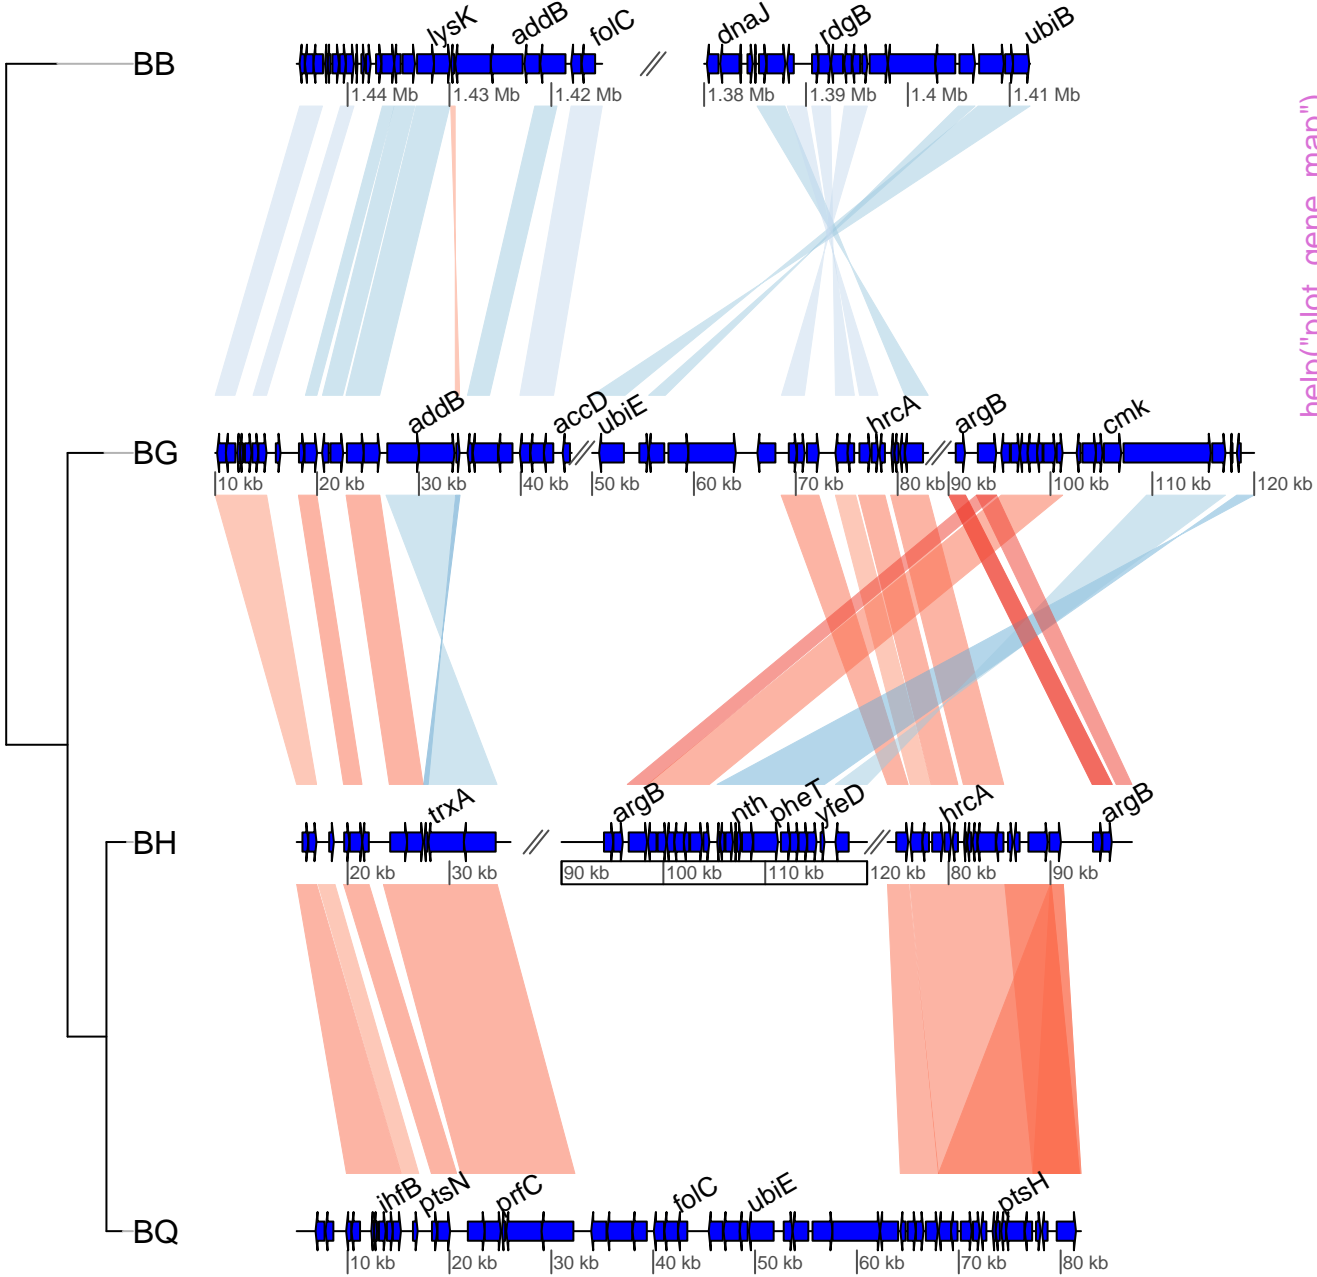 lysK addB folC dnaJ rdgB ubiB
BB
1.44 Mb 1.43 Mb 1.42 Mb 1.38 Mb 1.39 Mb 1.4 Mb 1.41 Mb
help("plot_gene_map")
addB accD ubiE hrcA argB cmk
BG
10 kb 20 kb 30 kb 40 kb 50 kb 60 kb 70 kb 80 kb 90 kb 100 kb 110 kb 120 kb
trxA argB nth pheT yfeD hrcA argB
BH
20 kb 30 kb 90 kb 100 kb 110 kb 120 kb 80 kb 90 kb
ihfB ptsN prfC folC ubiE ptsH
BQ
10 kb 20 kb 30 kb 40 kb 50 kb 60 kb 70 kb 80 kb